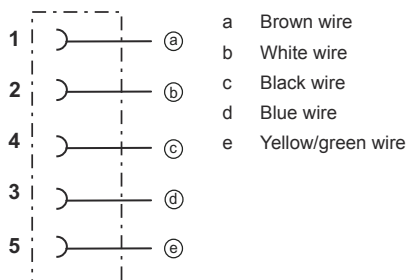 1 a
2 b
4 c
3 d
5 e
a Brown wire
b White wire
c Black wire
d Blue wire
e Yellow/green wire